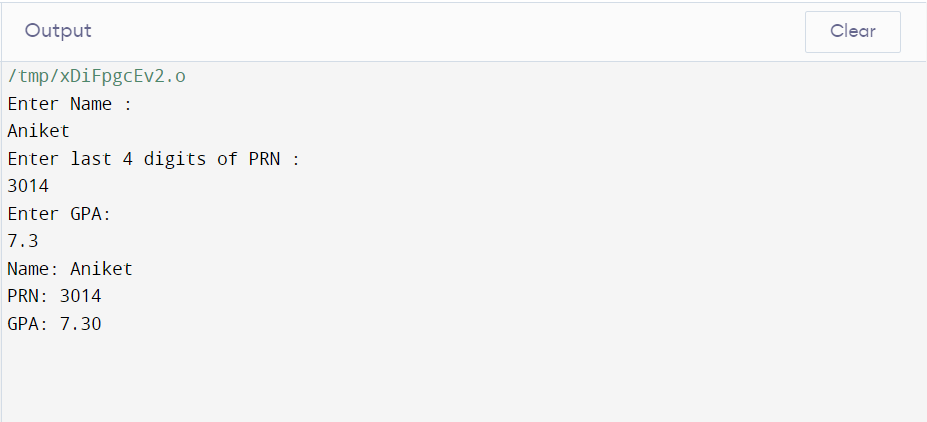 Output
Clear
/tmp/xDiFpgcEv2.o
Enter Name :
Aniket
Enter last 4 digits of PRN :
3014
Enter GPA:
7.3
Name: Aniket
PRN: 3014
GPA: 7.30